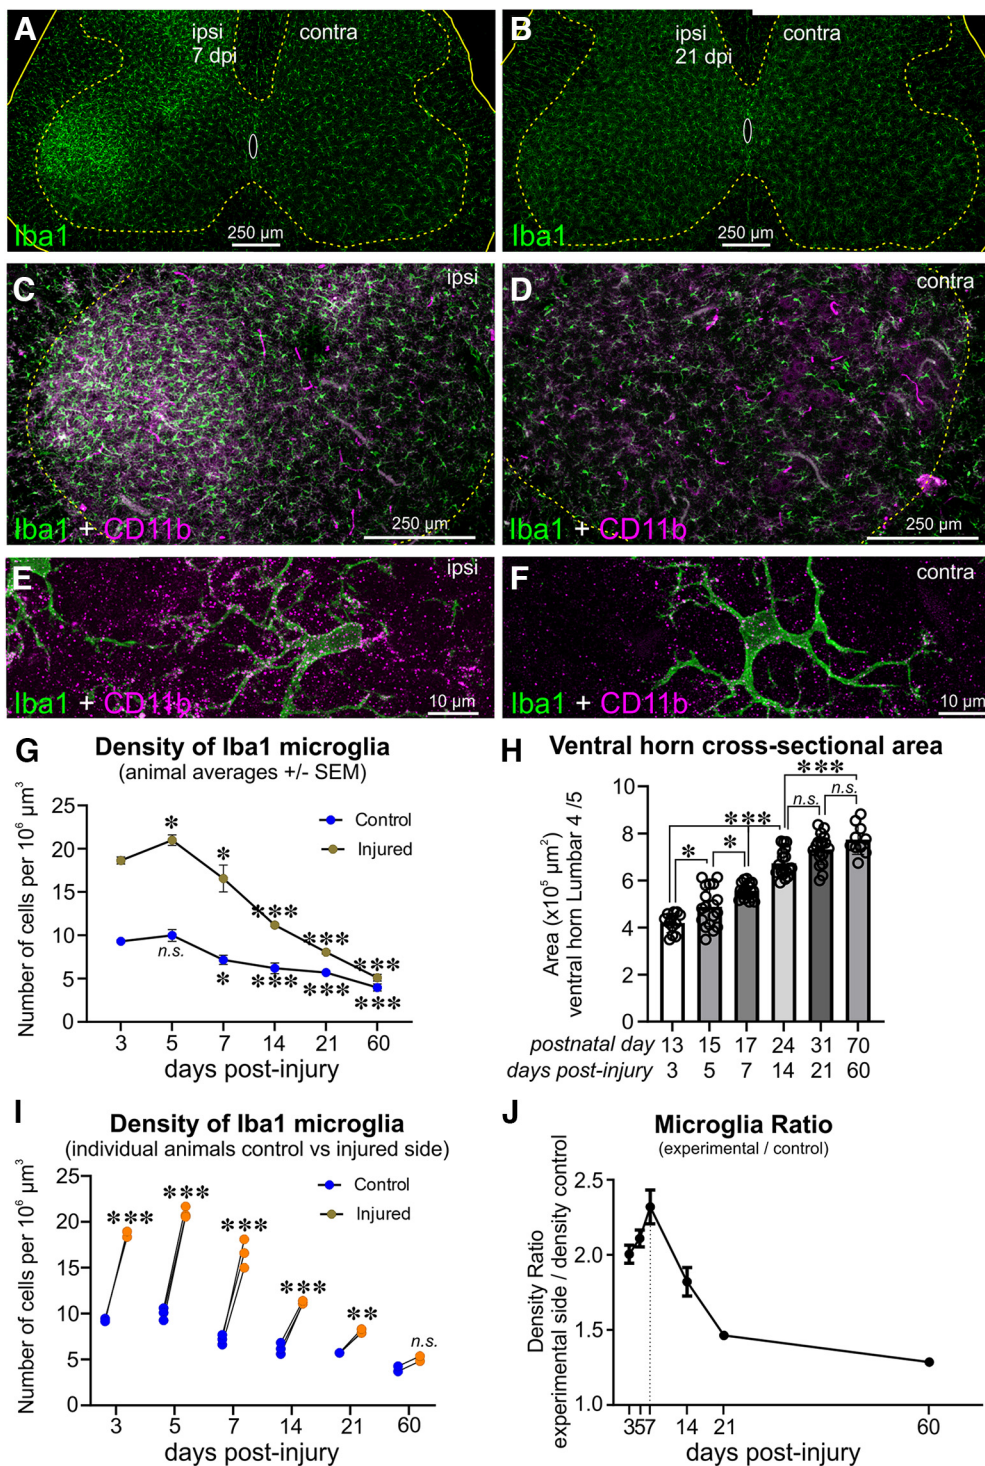 A
ipsi
7 dpi
contra
Iba1
250 µm
B
ipsi
21 dpi
contra
Iba1
250 µm
C
ipsi
Iba1 + CD11b
250 µm
D
contra
Iba1 + CD11b
250 µm
E
ipsi
Iba1 + CD11b
10 µm
F
contra
Iba1 + CD11b
10 µm
G
Density of Iba1 microglia
(animal averages +/- SEM)
Number of cells per 10⁶ µm³
25
20
15
10
5
0
Control
Injured
*
*
***
***
***
n.s.
*
***
***
***
3 5 7 14 21 60
days post-injury
H
Ventral horn cross-sectional area
Area (x10⁵ µm²)
ventral horn Lumbar 4 /5
10
8
6
4
2
0
***
n.s.
n.s.
***
*
*
postnatal day 13 15 17 24 31 70
days post-injury 3 5 7 14 21 60
I
Density of Iba1 microglia
(individual animals control vs injured side)
Number of cells per 10⁶ µm³
25
20
15
10
5
0
Control
Injured
***
***
***
***
**
n.s.
3 5 7 14 21 60
days post-injury
J
Microglia Ratio
(experimental / control)
Density Ratio
experimental side / density control
2.5
2.0
1.5
1.0
3 5 7 14 21 60
days post-injury